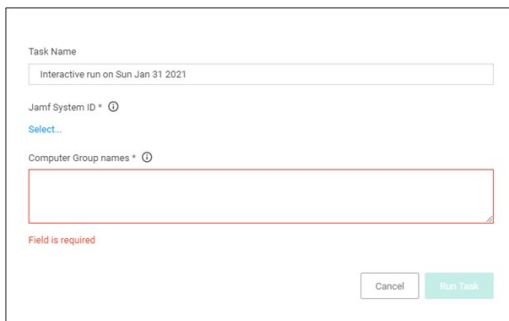 Task Name
Interactive run on Sun Jan 31 2021
Jamf System ID *
Select...
Computer Group names *
Field is required
Cancel Run Task